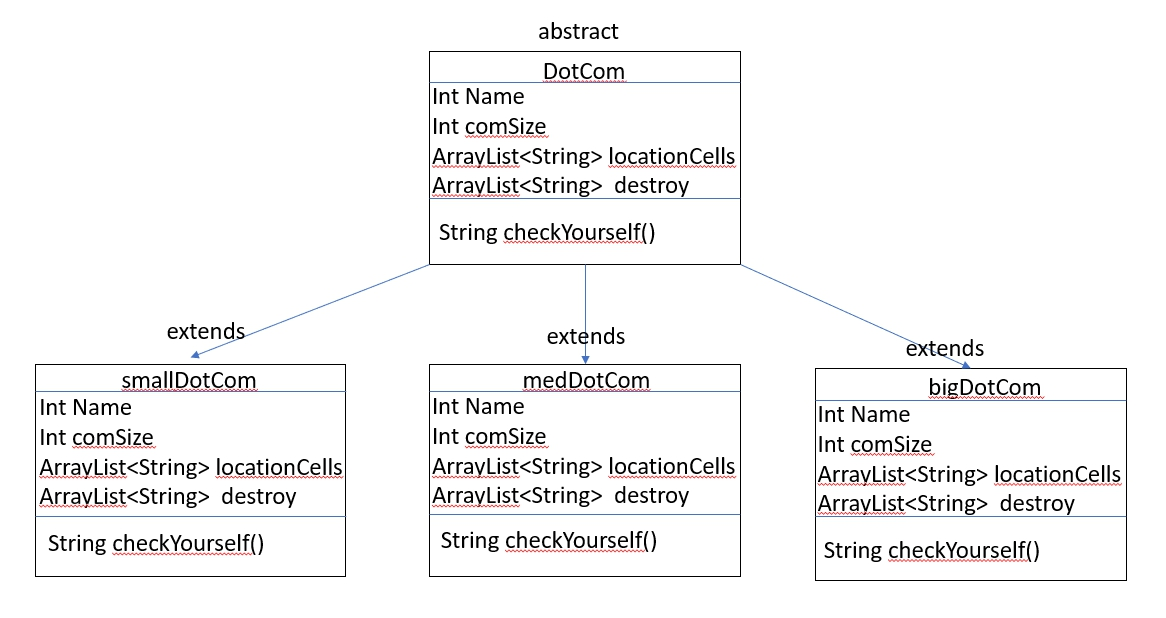 abstract
DotCom
Int Name
Int comSize
ArrayList<String> locationCells
ArrayList<String>  destroy
String checkYourself()
extends
extends
extends
smallDotCom
Int Name
Int comSize
ArrayList<String> locationCells
ArrayList<String>  destroy
String checkYourself()
medDotCom
Int Name
Int comSize
ArrayList<String> locationCells
ArrayList<String>  destroy
String checkYourself()
bigDotCom
Int Name
Int comSize
ArrayList<String> locationCells
ArrayList<String>  destroy
String checkYourself()